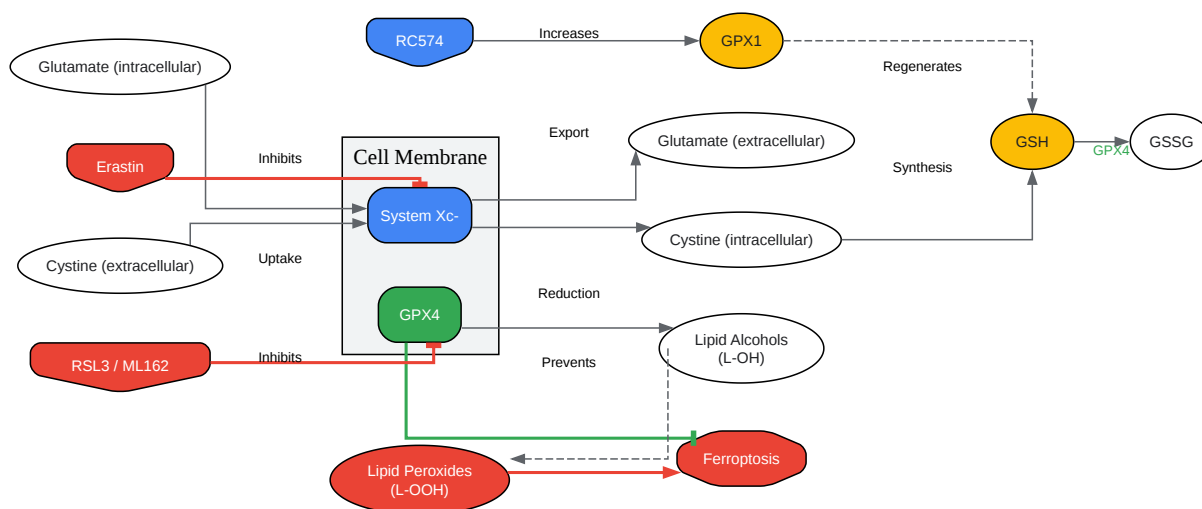 RC574
Increases
GPX1
Glutamate (intracellular)
Regenerates
Export
Glutamate (extracellular)
GSH
GPX4
GSSG
Cell Membrane
Erastin
Inhibits
Synthesis
System Xc-
Cystine (intracellular)
Cystine (extracellular)
Uptake
Reduction
GPX4
Lipid Alcohols
(L-OH)
RSL3 / ML162
Inhibits
Prevents
Ferroptosis
Lipid Peroxides
(L-OOH)